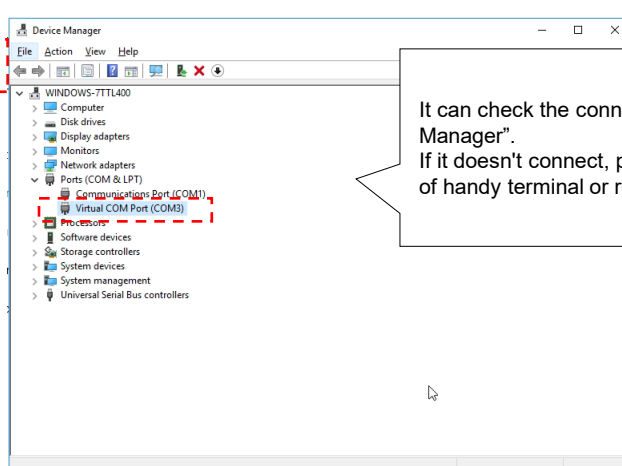 Device Manager
File Action View Help
WINDOWS-7TTL400
Computer
Disk drives
Display adapters
Monitors
Network adapters
Ports (COM & LPT)
Communications Port (COM1)
Virtual COM Port (COM3)
Processors
Software devices
Storage controllers
System devices
System management
Universal Serial Bus controllers
It can check the conn
Manager”.
If it doesn't connect, p
of handy terminal or r